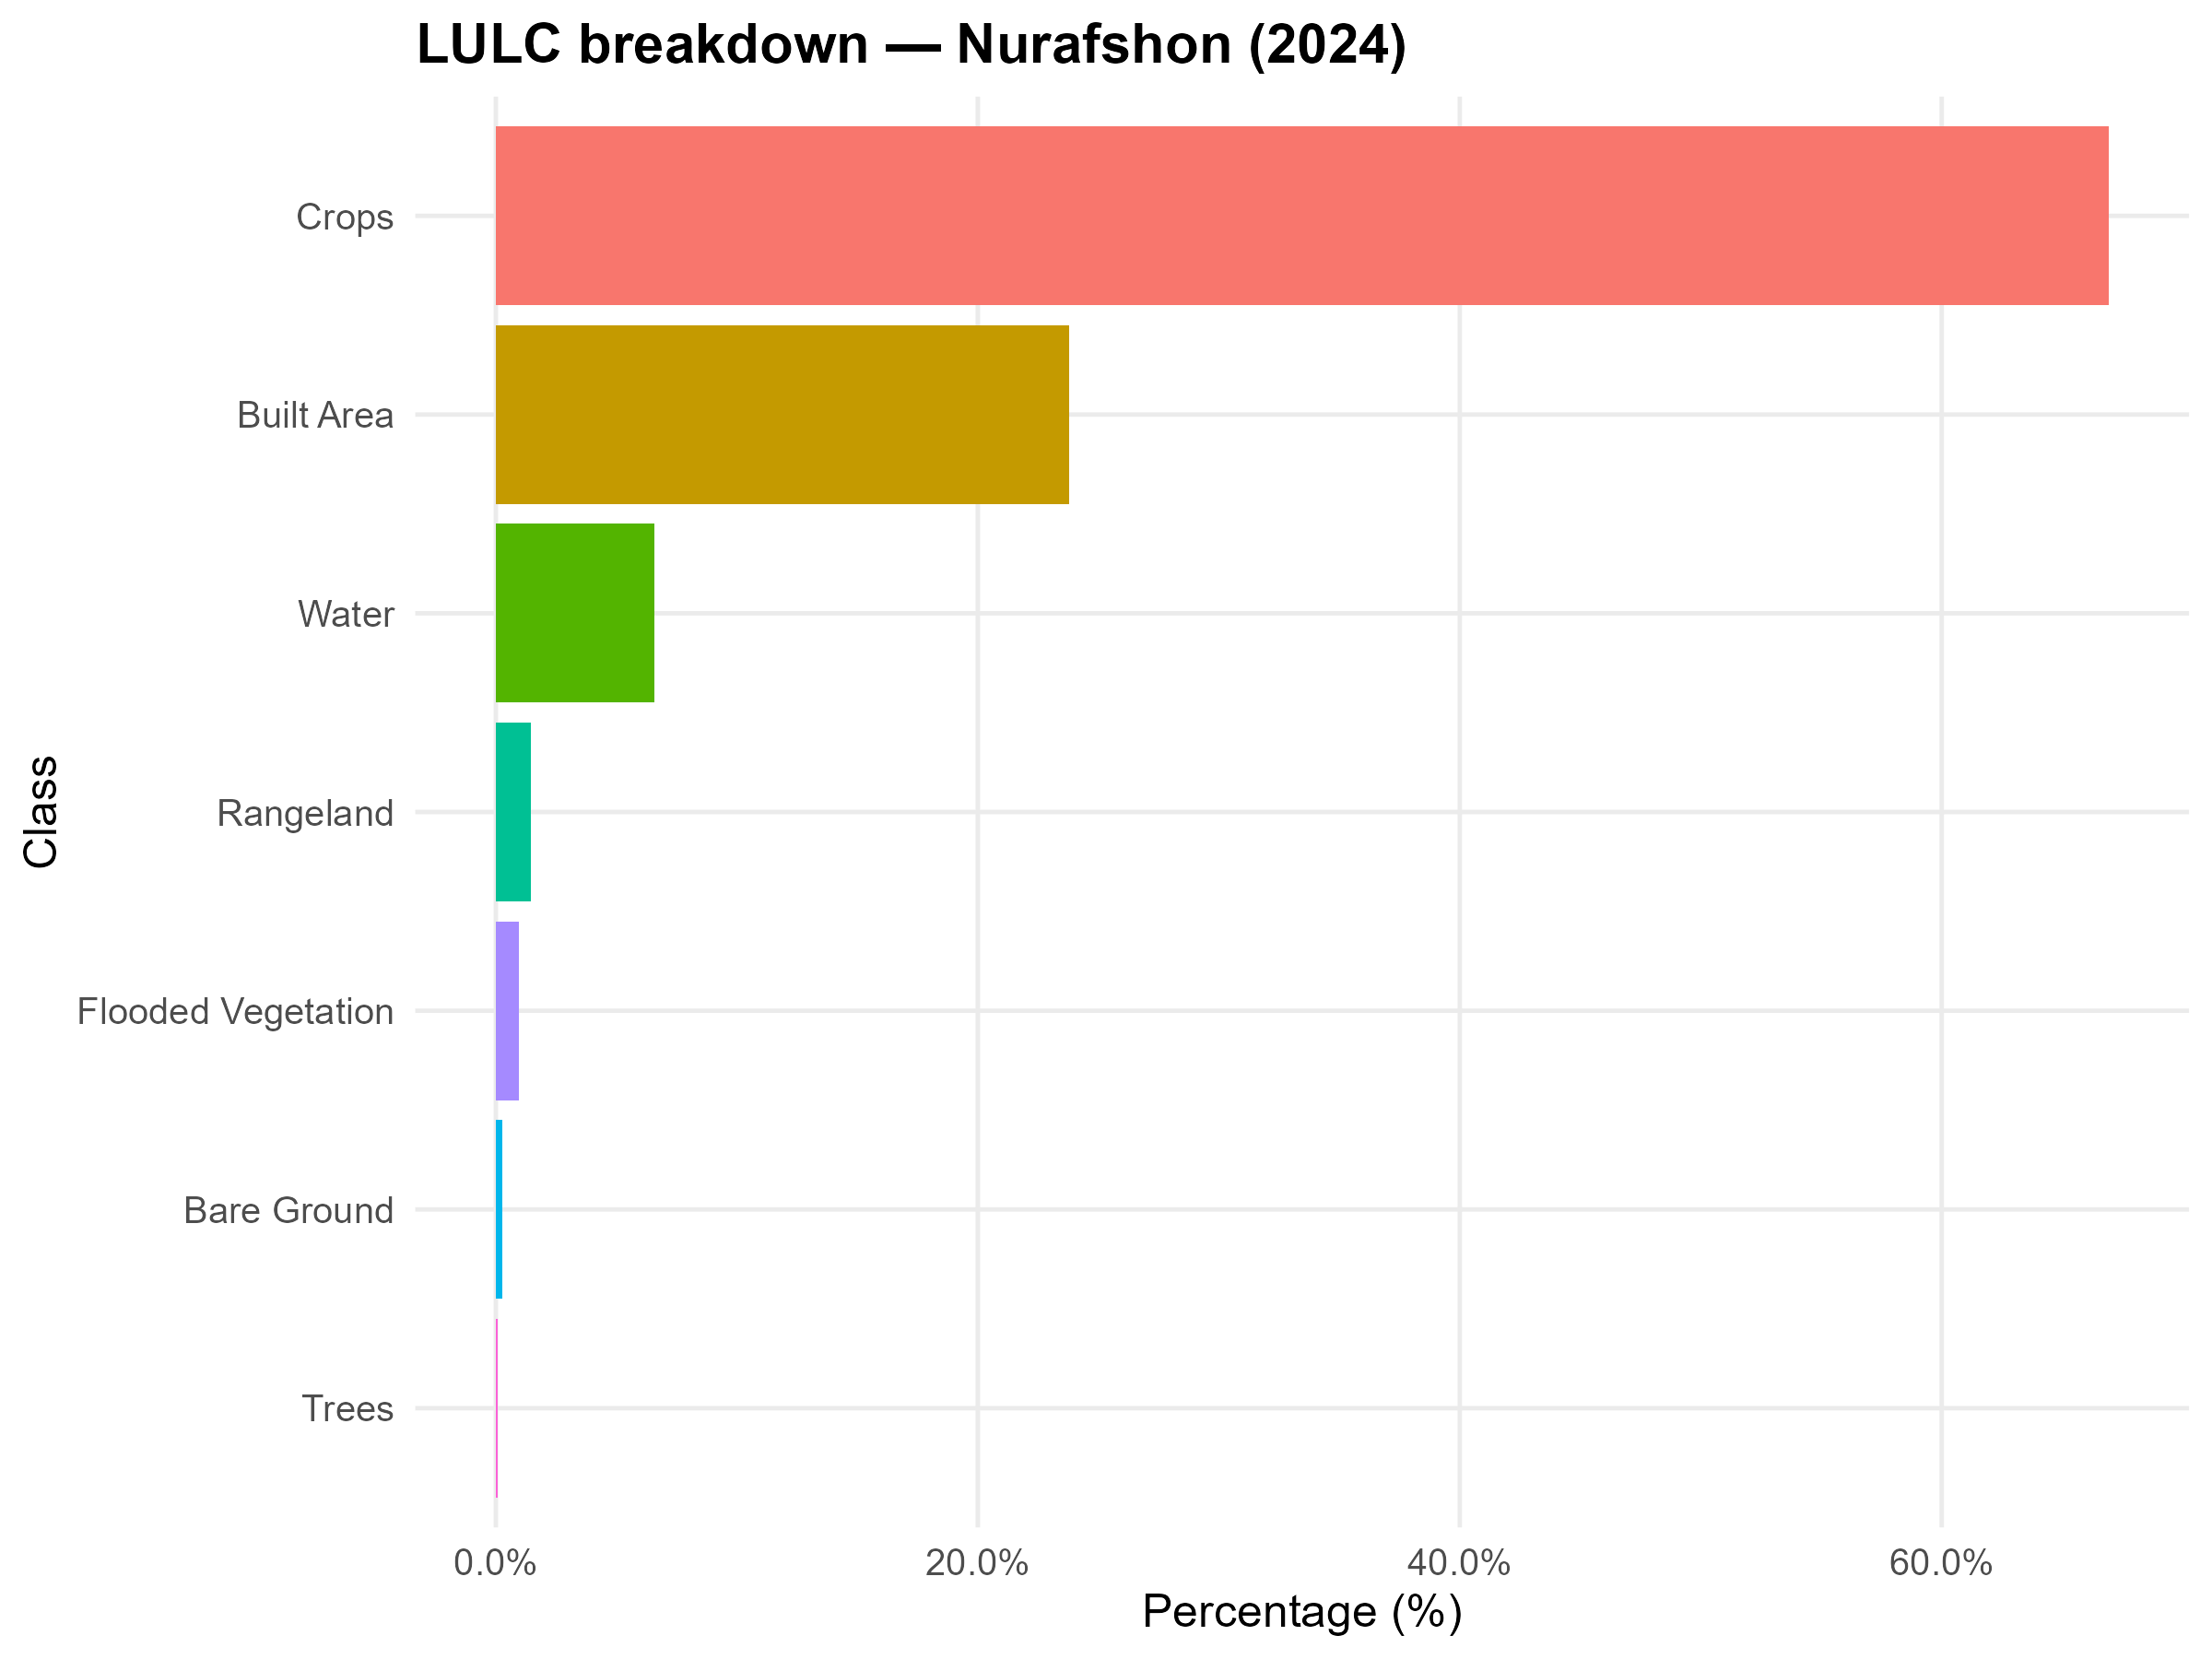 LULC breakdown — Nurafshon (2024)
Crops
Built Area
Water
Rangeland
Flooded Vegetation
Bare Ground
Trees
Class
0.0% 20.0% 40.0% 60.0%
Percentage (%)